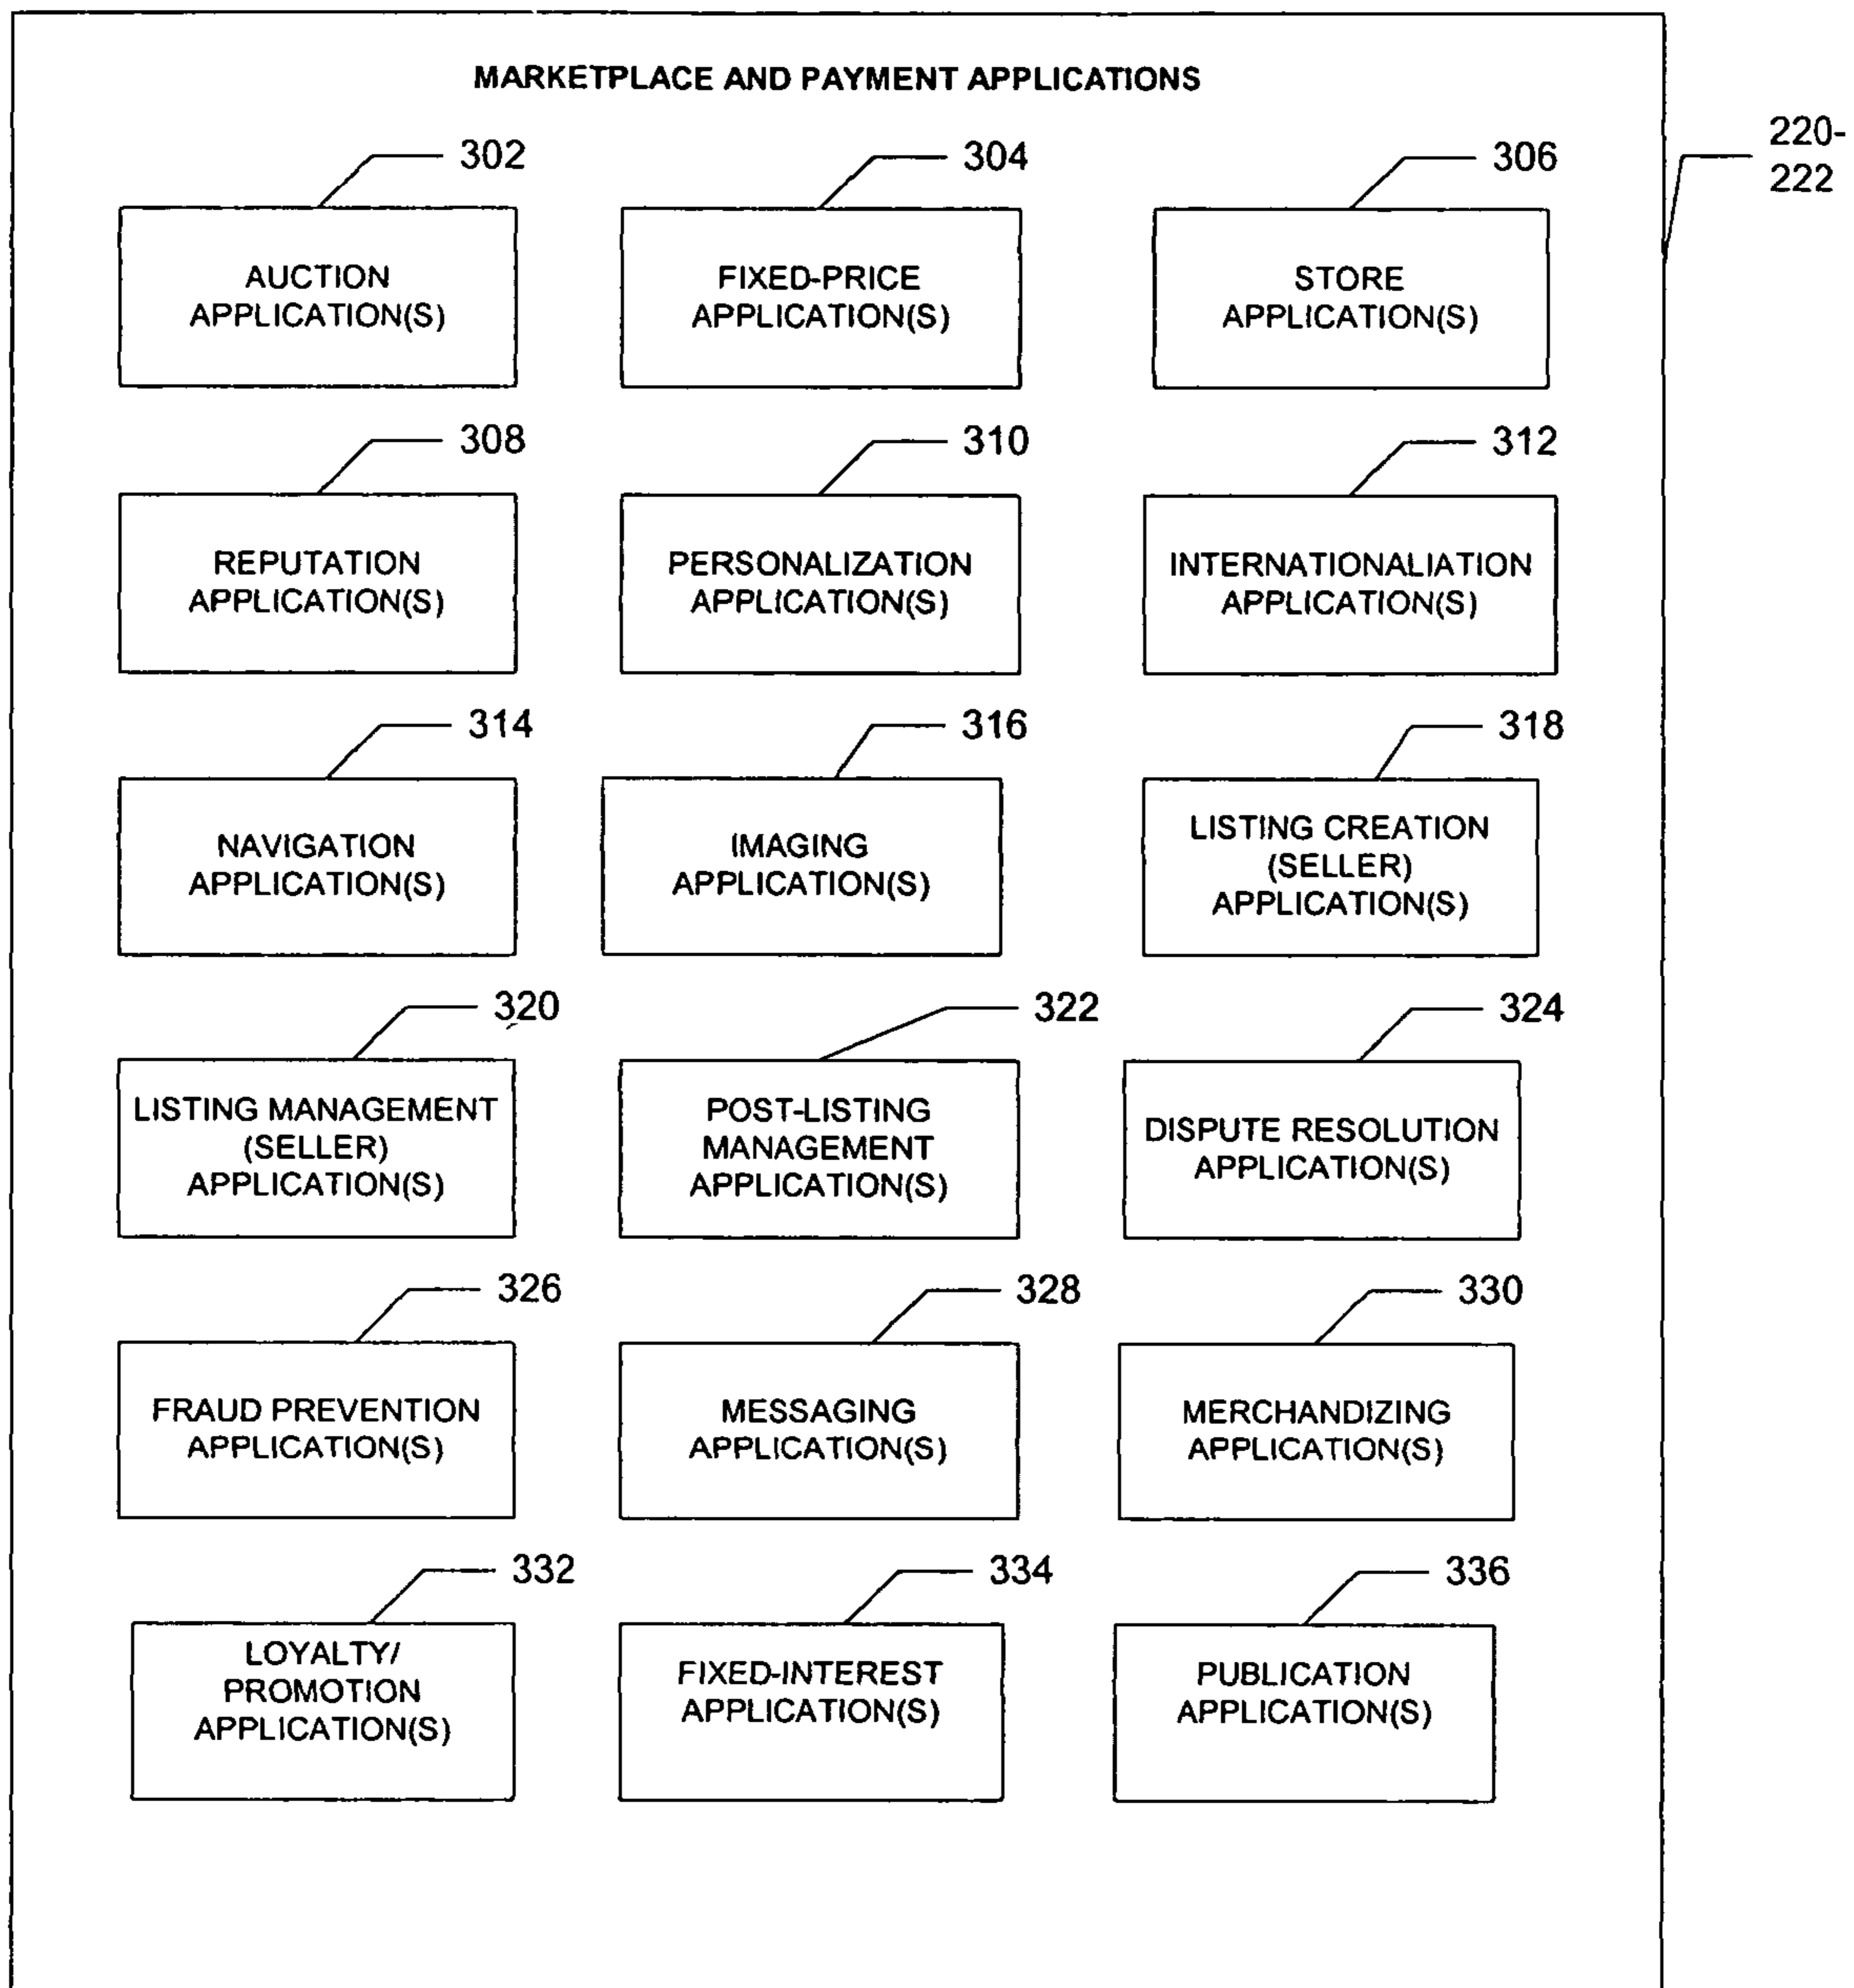 MARKETPLACE AND PAYMENT APPLICATIONS
220-
222
302
304
306
AUCTION
APPLICATION(S)
FIXED-PRICE
APPLICATION(S)
STORE
APPLICATION(S)
308
310
312
REPUTATION
APPLICATION(S)
PERSONALIZATION
APPLICATION(S)
INTERNATIONALIATION
APPLICATION(S)
314
316
318
NAVIGATION
APPLICATION(S)
IMAGING
APPLICATION(S)
LISTING CREATION
(SELLER)
APPLICATION(S)
320
322
324
LISTING MANAGEMENT
(SELLER)
APPLICATION(S)
POST-LISTING
MANAGEMENT
APPLICATION(S)
DISPUTE RESOLUTION
APPLICATION(S)
326
328
330
FRAUD PREVENTION
APPLICATION(S)
MESSAGING
APPLICATION(S)
MERCHANDIZING
APPLICATION(S)
332
334
336
LOYALTY/
PROMOTION
APPLICATION(S)
FIXED-INTEREST
APPLICATION(S)
PUBLICATION
APPLICATION(S)